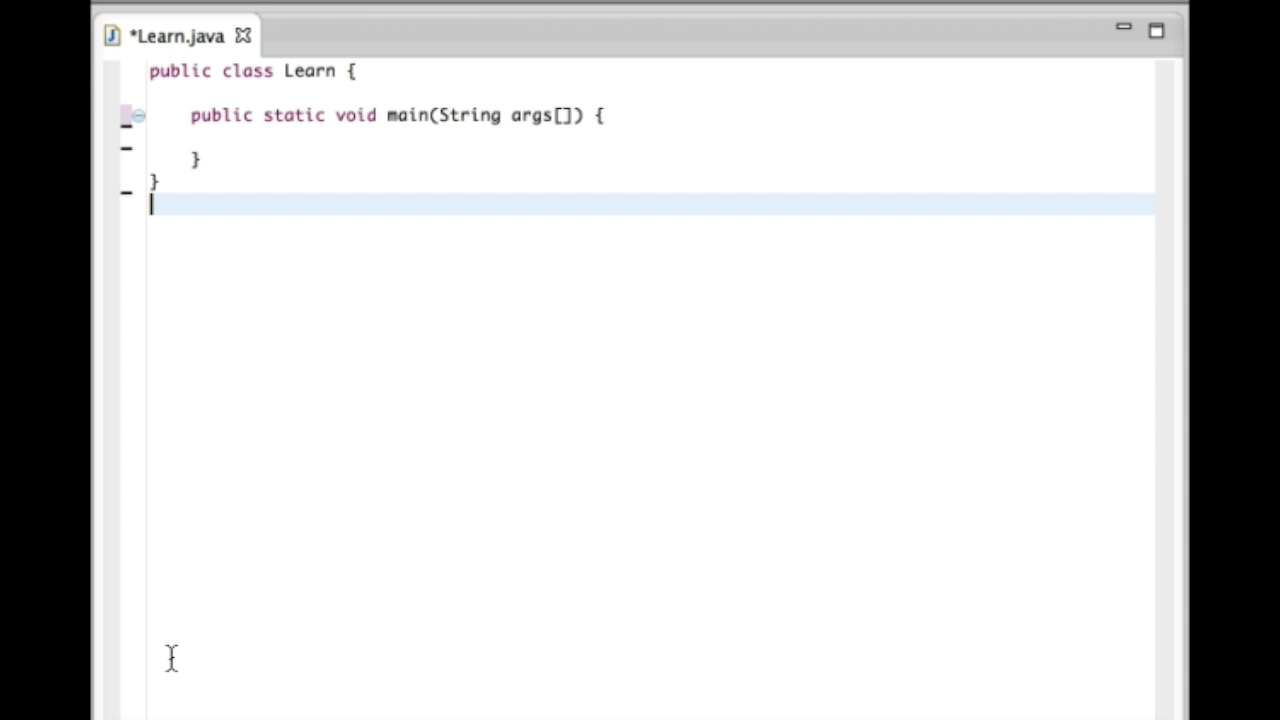 *Learn.java
public class Learn {
public static void main(String args[]) {
}
}